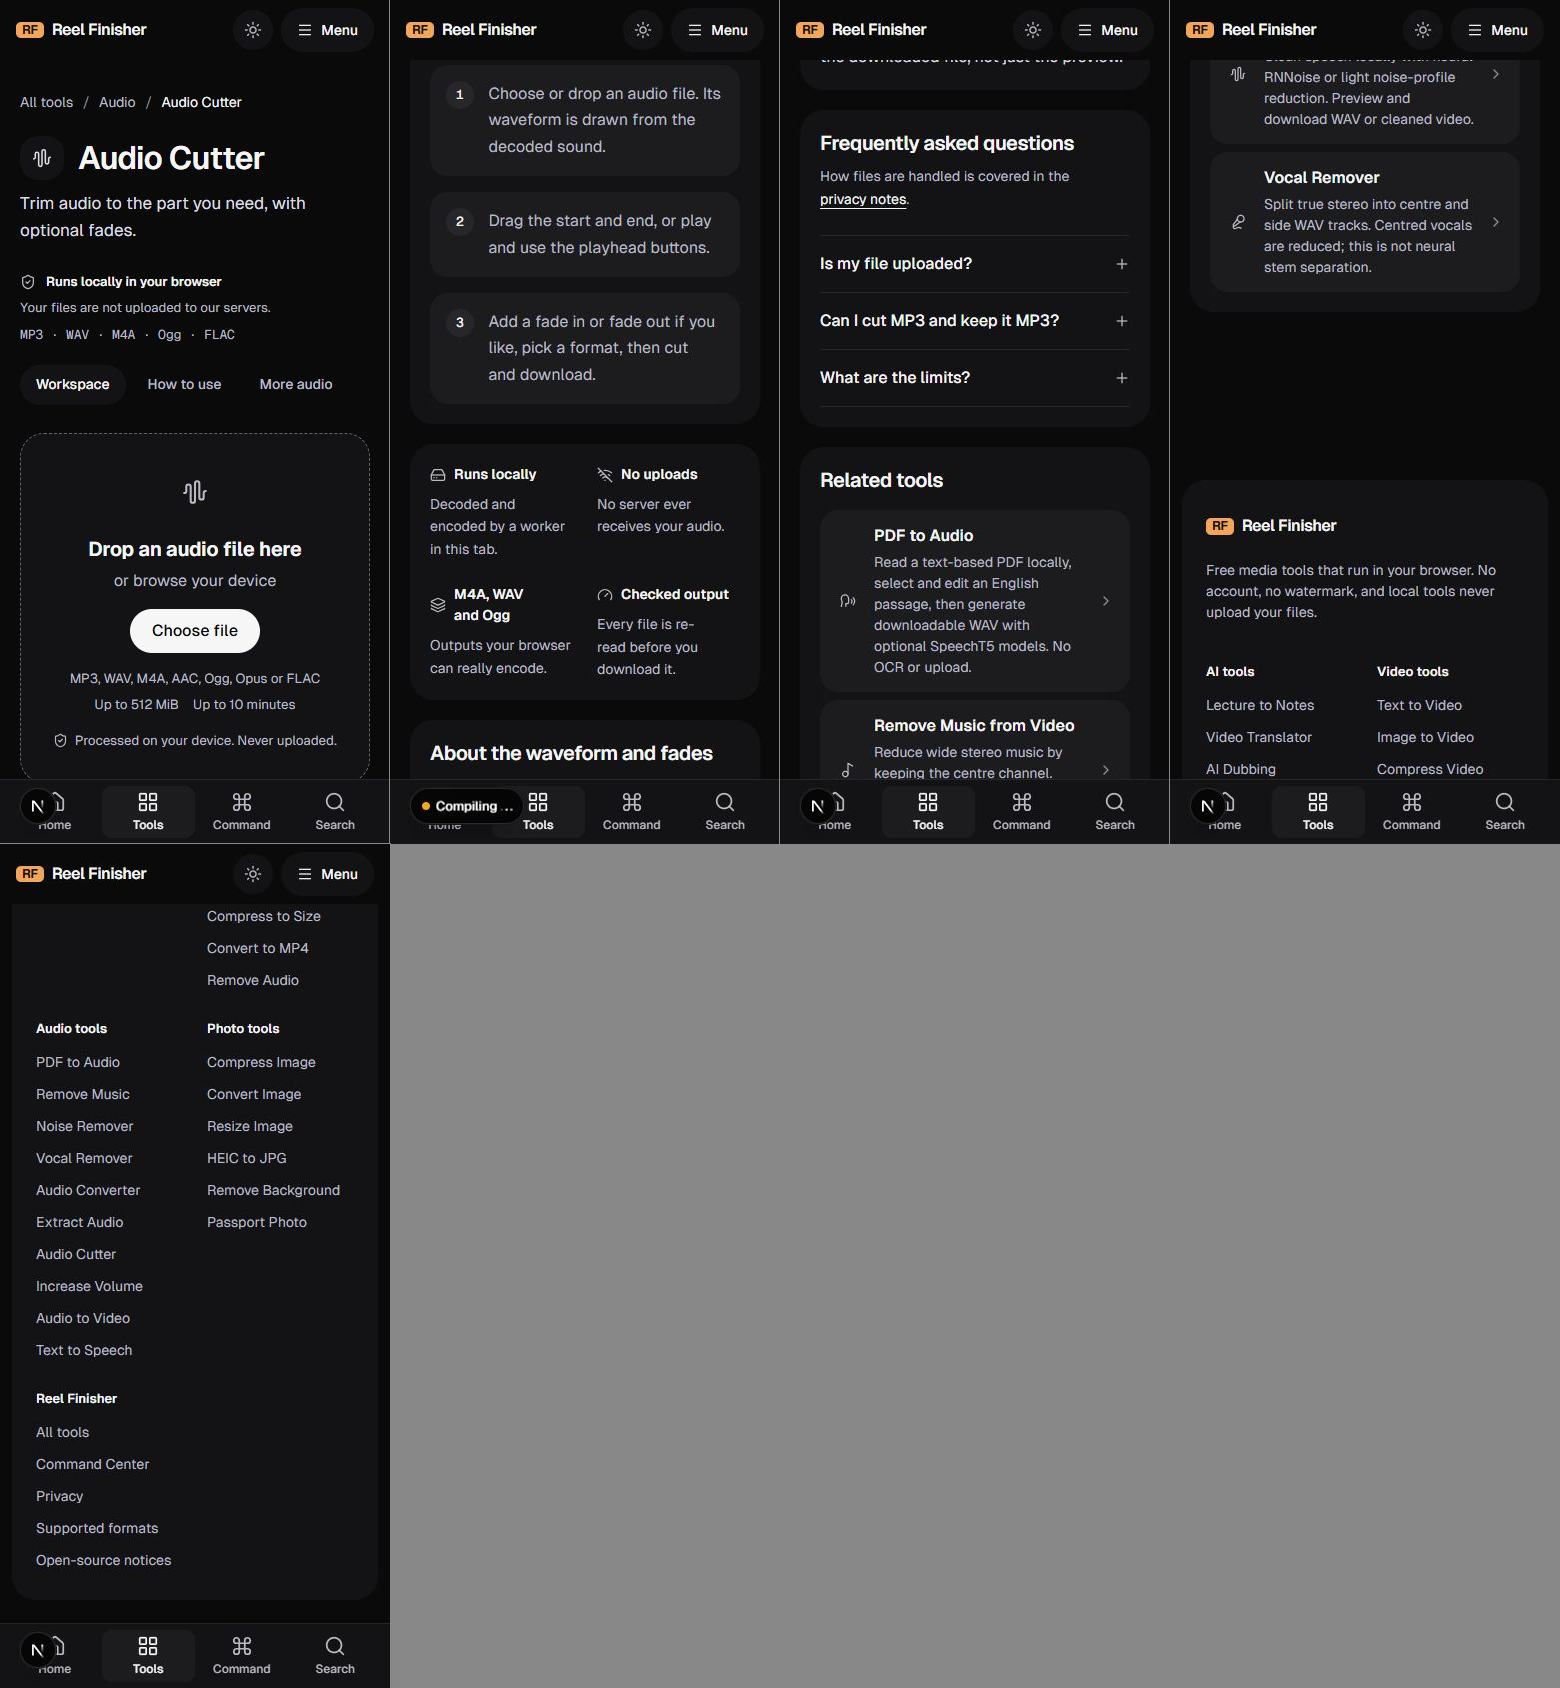 RF Reel Finisher
Menu
All tools / Audio / Audio Cutter
Audio Cutter
Trim audio to the part you need, with
optional fades.
Runs locally in your browser
Your files are not uploaded to our servers.
MP3 · WAV · M4A · Ogg · FLAC
Workspace
How to use
More audio
Drop an audio file here
or browse your device
Choose file
MP3, WAV, M4A, AAC, Ogg, Opus or FLAC
Up to 512 MiB Up to 10 minutes
Processed on your device. Never uploaded.
N
Home
Tools
Command
Search
RF Reel Finisher
Menu
1
Choose or drop an audio file. Its
waveform is drawn from the
decoded sound.
2
Drag the start and end, or play
and use the playhead buttons.
3
Add a fade in or fade out if you
like, pick a format, then cut
and download.
Runs locally
Decoded and
encoded by a worker
in this tab.
No uploads
No server ever
receives your audio.
M4A, WAV
and Ogg
Outputs your browser
can really encode.
Checked output
Every file is re-
read before you
download it.
About the waveform and fades
Compiling ...
Home
Tools
Command
Search
RF Reel Finisher
Menu
the downloaded file, not just the preview.
Frequently asked questions
How files are handled is covered in the
privacy notes.
Is my file uploaded?
Can I cut MP3 and keep it MP3?
What are the limits?
Related tools
PDF to Audio
Read a text-based PDF locally,
select and edit an English
passage, then generate
downloadable WAV with
optional SpeechT5 models. No
OCR or upload.
Remove Music from Video
Reduce wide stereo music by
keeping the centre channel.
N
Home
Tools
Command
Search
RF Reel Finisher
Menu
Clean speech locally with neural
RNNoise or light noise-profile
reduction. Preview and
download WAV or cleaned video.
Vocal Remover
Split true stereo into centre and
side WAV tracks. Centred vocals
are reduced; this is not neural
stem separation.
RF Reel Finisher
Free media tools that run in your browser. No
account, no watermark, and local tools never
upload your files.
AI tools
Lecture to Notes
Video Translator
AI Dubbing
Video tools
Text to Video
Image to Video
Compress Video
N
Home
Tools
Command
Search
RF Reel Finisher
Menu
Compress to Size
Convert to MP4
Remove Audio
Audio tools
PDF to Audio
Remove Music
Noise Remover
Vocal Remover
Audio Converter
Extract Audio
Audio Cutter
Increase Volume
Audio to Video
Text to Speech
Photo tools
Compress Image
Convert Image
Resize Image
HEIC to JPG
Remove Background
Passport Photo
Reel Finisher
All tools
Command Center
Privacy
Supported formats
Open-source notices
N
Home
Tools
Command
Search